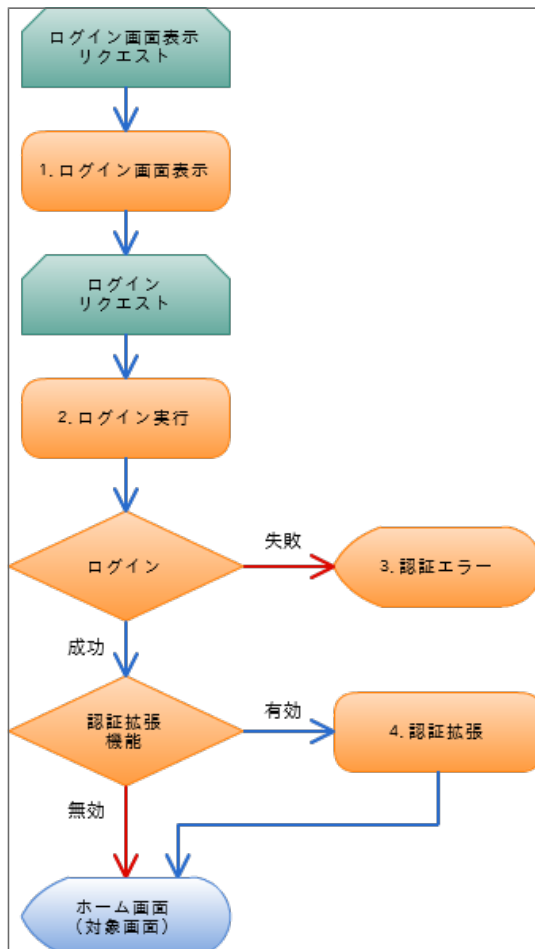 ログイン画面表示
リクエスト
1.ログイン画面表示
ログイン
リクエスト
2.ログイン実行
ログイン
失敗
3.認証エラー
成功
認証拡張
機能
有効
4.認証拡張
無効
ホーム画面
(対象画面)